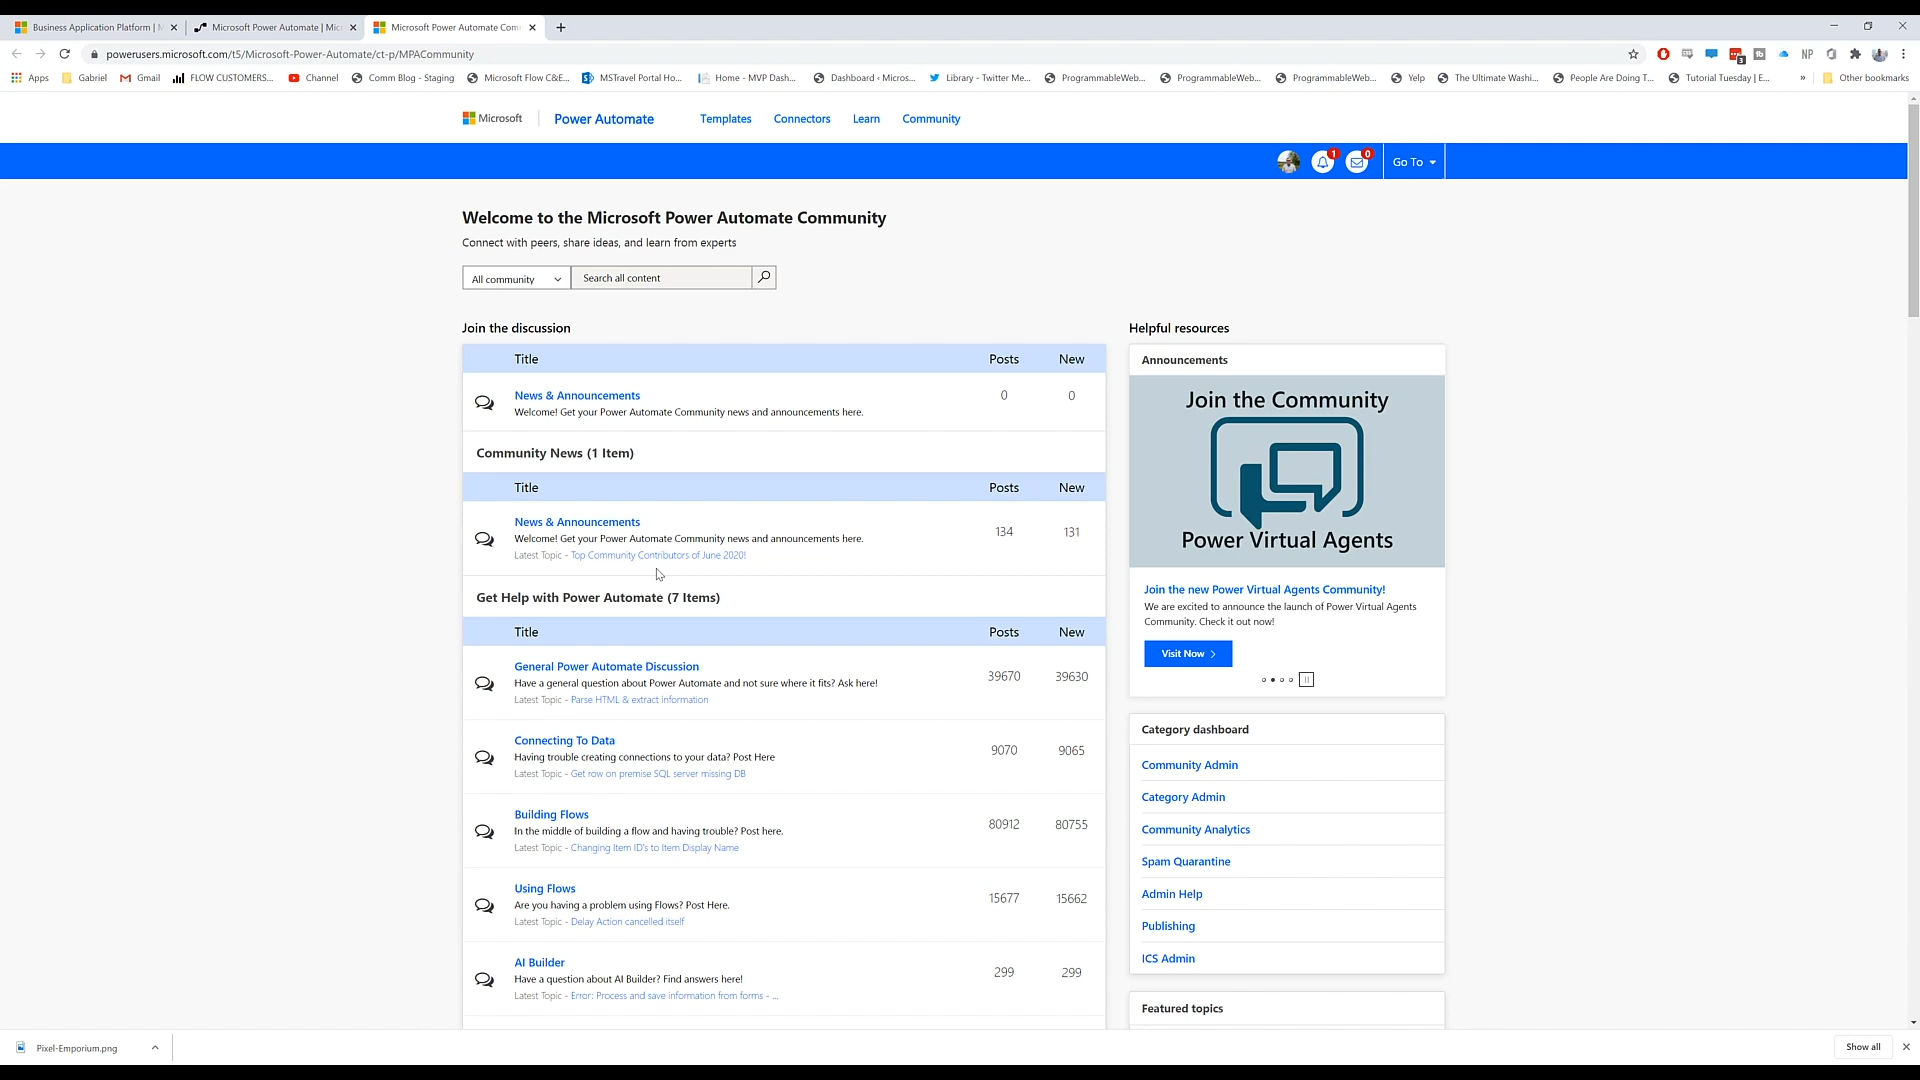 Business Application Platform | M
Microsoft Power Automate | Micr
Microsoft Power Automate Com
powerusers.microsoft.com/t5/Microsoft-Power-Automate/ct-p/MPACommunity
3
NP
Apps
Gabriel
Gmail
FLOW CUSTOMERS...
Channel
Comm Blog - Staging
Microsoft Flow C&E...
MSTravel Portal Ho...
Home - MVP Dash...
Dashboard ‹ Micros...
Library - Twitter Me...
ProgrammableWeb...
ProgrammableWeb...
ProgrammableWeb...
Yelp
The Ultimate Washi...
People Are Doing T...
Tutorial Tuesday | E...
»
Other bookmarks
Microsoft
Power Automate
Templates
Connectors
Learn
Community
1
0
Go To
Welcome to the Microsoft Power Automate Community
Connect with peers, share ideas, and learn from experts
All community
Search all content
Join the discussion
Title Posts New
News & Announcements 0 0
Welcome! Get your Power Automate Community news and announcements here.
Community News (1 Item)
Title Posts New
News & Announcements 134 131
Welcome! Get your Power Automate Community news and announcements here.
Latest Topic - Top Community Contributors of June 2020!
Get Help with Power Automate (7 Items)
Title Posts New
General Power Automate Discussion 39670 39630
Have a general question about Power Automate and not sure where it fits? Ask here!
Latest Topic - Parse HTML & extract information
Connecting To Data 9070 9065
Having trouble creating connections to your data? Post Here
Latest Topic - Get row on premise SQL server missing DB
Building Flows 80912 80755
In the middle of building a flow and having trouble? Post here.
Latest Topic - Changing Item ID's to Item Display Name
Using Flows 15677 15662
Are you having a problem using Flows? Post Here.
Latest Topic - Delay Action cancelled itself
AI Builder 299 299
Have a question about AI Builder? Find answers here!
Latest Topic - Error: Process and save information from forms - ...
Helpful resources
Announcements
Join the Community
Power Virtual Agents
Join the new Power Virtual Agents Community!
We are excited to announce the launch of Power Virtual Agents
Community. Check it out now!
Visit Now
Category dashboard
Community Admin
Category Admin
Community Analytics
Spam Quarantine
Admin Help
Publishing
ICS Admin
Featured topics
Pixel-Emporium.png
Show all